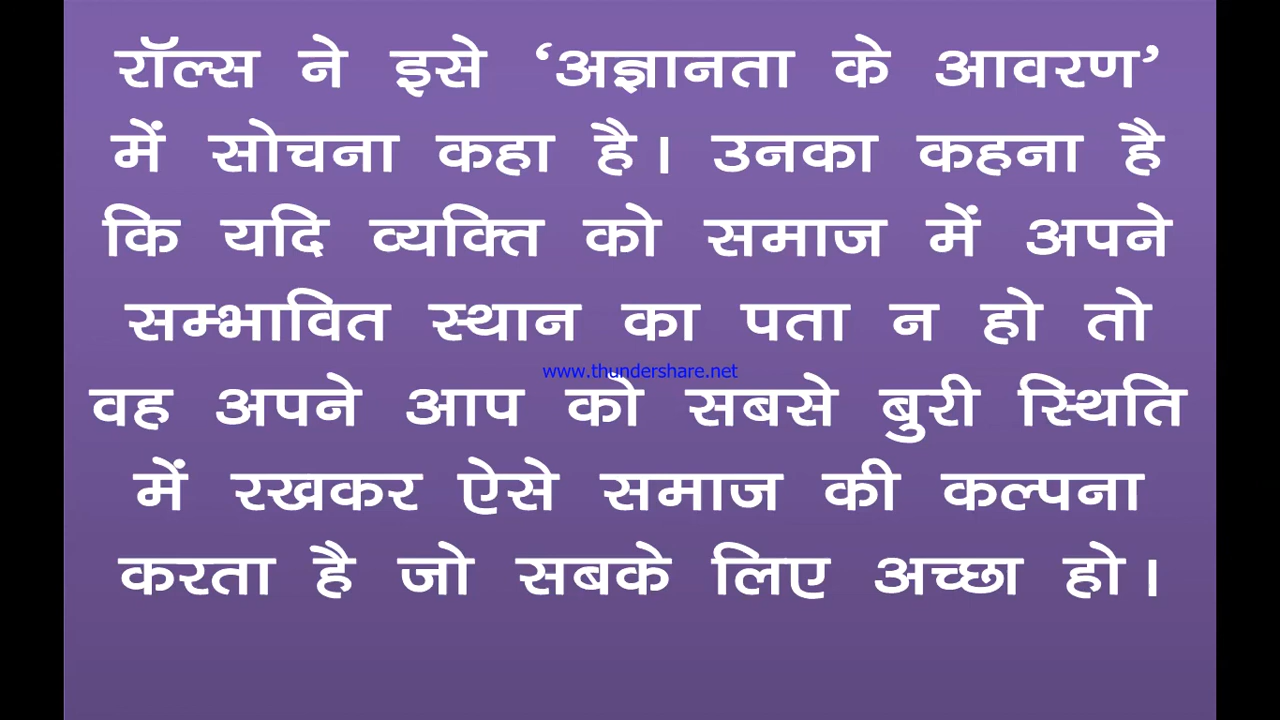 रॉल्स ने इसे ‘अज्ञानता के आवरण’
में सोचना कहा है। उनका कहना है
कि यदि व्यक्ति को समाज में अपने
सम्भावित स्थान का पता न हो तो
www.thundershare.net
वह अपने आप को सबसे बुरी स्थिति
में रखकर ऐसे समाज की कल्पना
करता है जो सबके लिए अच्छा हो।